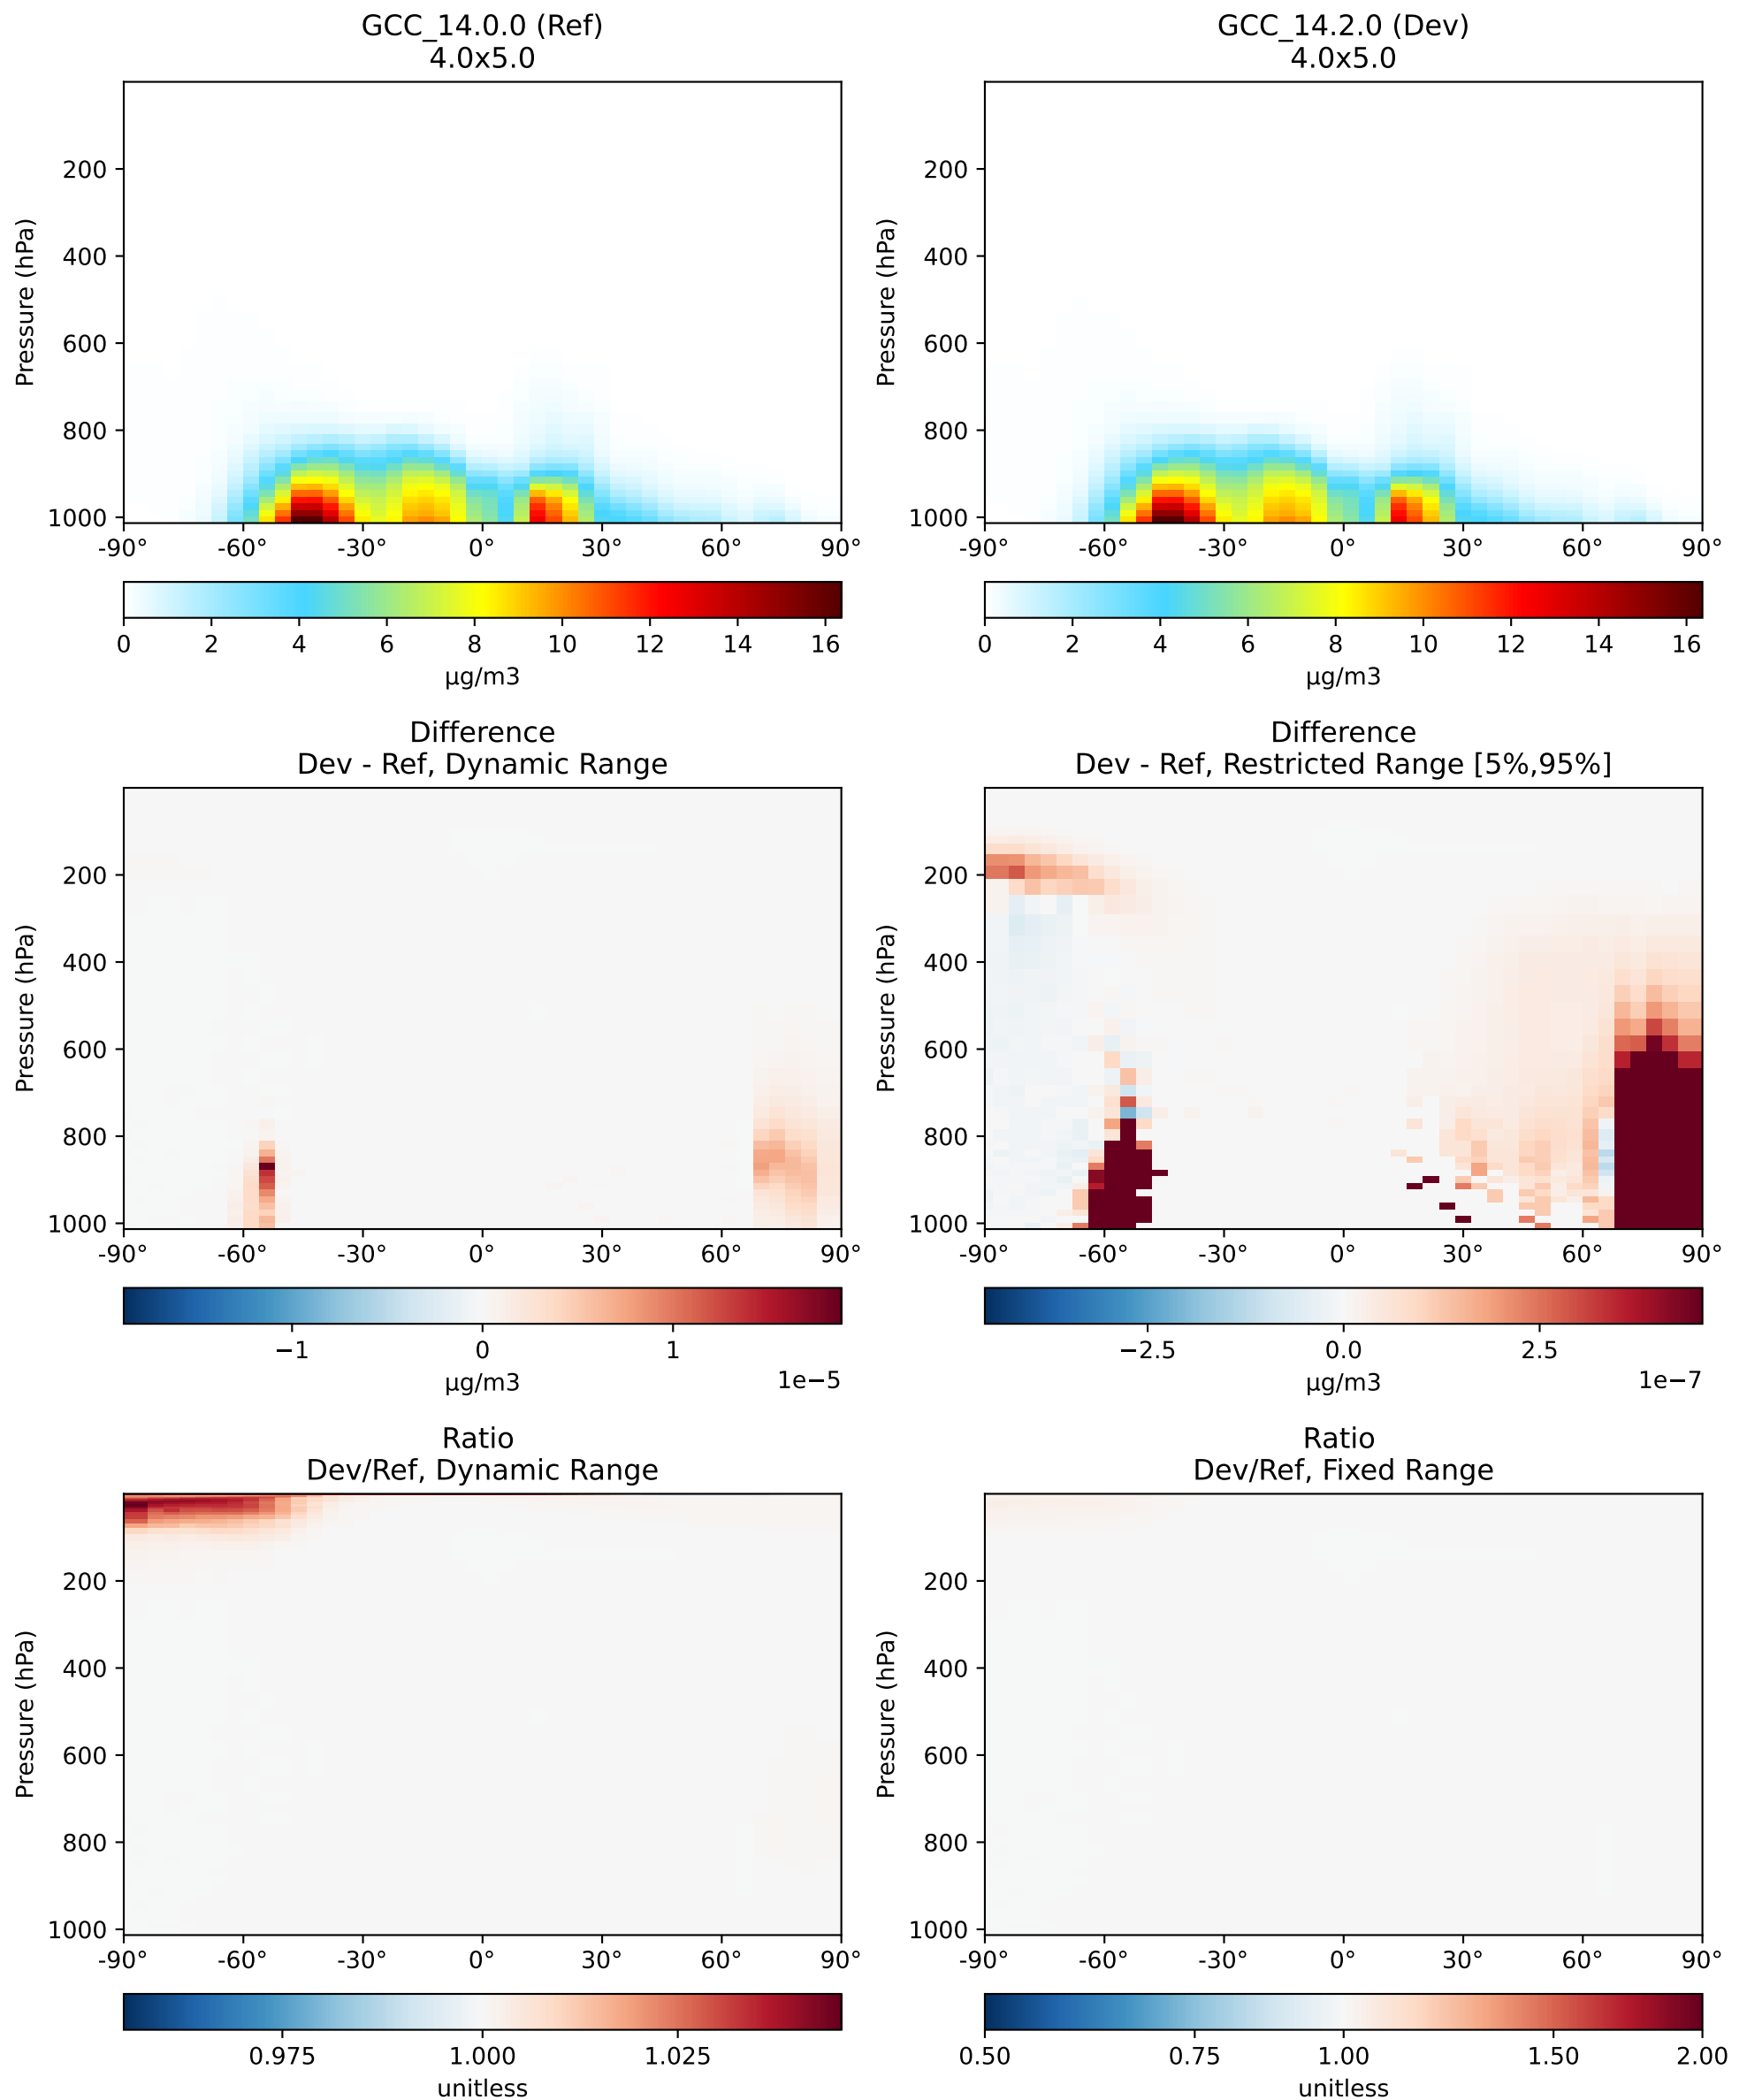 GCC_14.0.0 (Ref)
4.0x5.0
GCC_14.2.0 (Dev)
4.0x5.0
Pressure (hPa)
200
400
600
800
1000
-90° -60° -30° 0° 30° 60° 90°
0 2 4 6 8 10 12 14 16
µg/m3
Pressure (hPa)
200
400
600
800
1000
-90° -60° -30° 0° 30° 60° 90°
0 2 4 6 8 10 12 14 16
µg/m3
Difference
Dev - Ref, Dynamic Range
Pressure (hPa)
200
400
600
800
1000
-90° -60° -30° 0° 30° 60° 90°
−1 0 1
µg/m3 1e−5
Difference
Dev - Ref, Restricted Range [5%,95%]
Pressure (hPa)
200
400
600
800
1000
-90° -60° -30° 0° 30° 60° 90°
−2.5 0.0 2.5
µg/m3 1e−7
Ratio
Dev/Ref, Dynamic Range
Pressure (hPa)
200
400
600
800
1000
-90° -60° -30° 0° 30° 60° 90°
0.975 1.000 1.025
unitless
Ratio
Dev/Ref, Fixed Range
Pressure (hPa)
200
400
600
800
1000
-90° -60° -30° 0° 30° 60° 90°
0.50 0.75 1.00 1.50 2.00
unitless